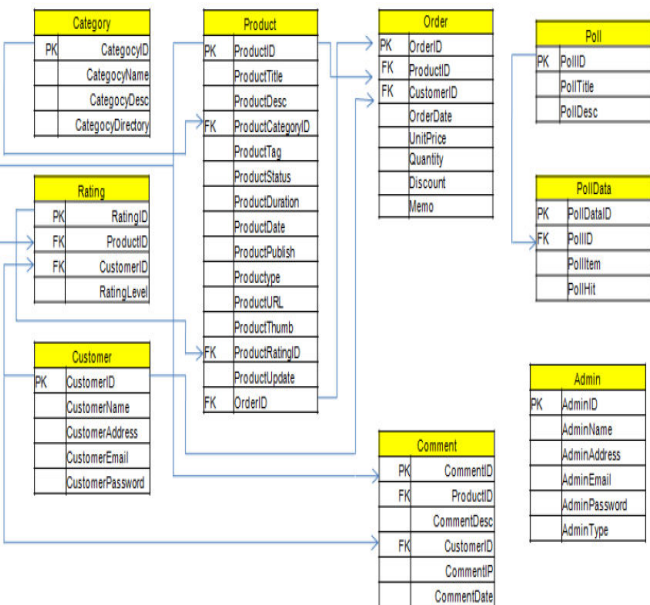 Category
PK CategocyID
CategocyName
CategocyDesc
CategocyDirectory
Product
PK ProductID
ProductTitle
ProductDesc
FK ProductCategoryID
ProductTag
ProductStatus
ProductDuration
ProductDate
ProductPublish
Productype
ProductURL
ProductThumb
FK ProductRatingID
ProductUpdate
FK OrderID
Order
PK OrderID
FK ProductID
FK CustomerID
OrderDate
UnitPrice
Quantity
Discount
Memo
Poll
PK PollID
PollTitle
PollDesc
Rating
PK RatingID
FK ProductID
FK CustomerID
RatingLevel
PollData
PK PollDataID
FK PollID
PollItem
PollHit
Customer
PK CustomerID
CustomerName
CustomerAddress
CustomerEmail
CustomerPassword
Comment
PK CommentID
FK ProductID
CommentDesc
FK CustomerID
CommentIP
CommentDate
Admin
PK AdminID
AdminName
AdminAddress
AdminEmail
AdminPassword
AdminType